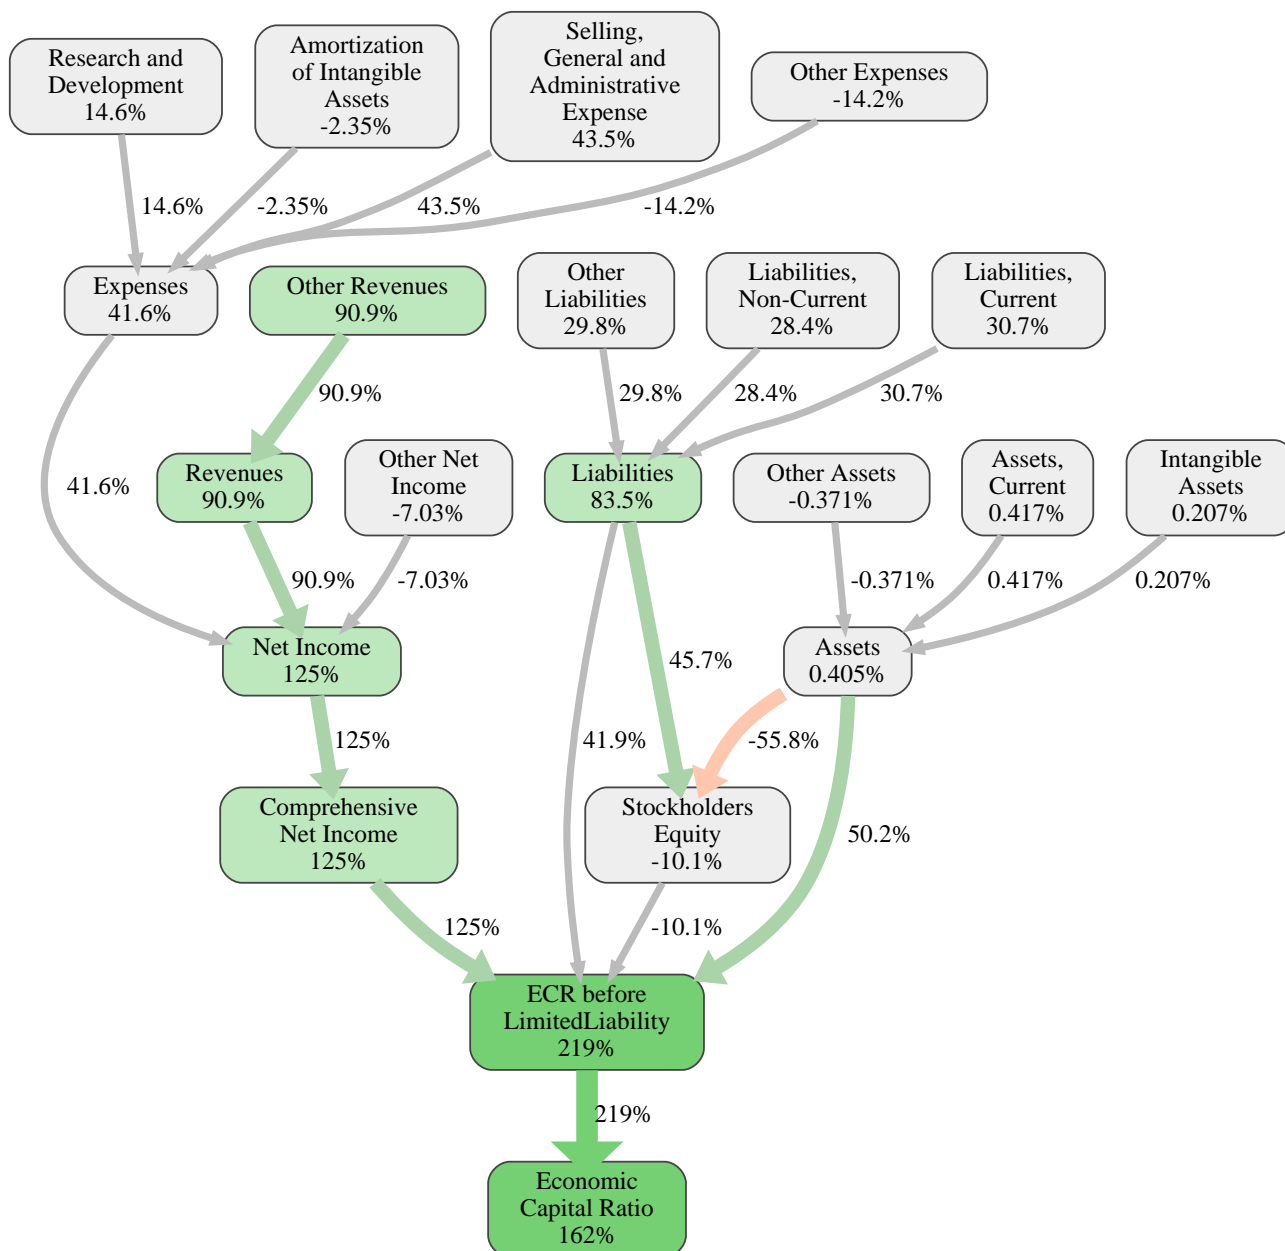 Research and
Development
14.6%
Amortization
of Intangible
Assets
-2.35%
Selling,
General and
Administrative
Expense
43.5%
Other Expenses
-14.2%
14.6%
-2.35%
43.5%
-14.2%
Expenses
41.6%
Other Revenues
90.9%
Other
Liabilities
29.8%
Liabilities,
Non-Current
28.4%
Liabilities,
Current
30.7%
90.9%
29.8%
28.4%
30.7%
41.6%
Revenues
90.9%
Other Net
Income
-7.03%
Liabilities
83.5%
Other Assets
-0.371%
Assets,
Current
0.417%
Intangible
Assets
0.207%
90.9%
-7.03%
-0.371%
0.417%
0.207%
Net Income
125%
45.7%
Assets
0.405%
125%
41.9%
-55.8%
Comprehensive
Net Income
125%
Stockholders
Equity
-10.1%
50.2%
125%
-10.1%
ECR before
LimitedLiability
219%
219%
Economic
Capital Ratio
162%